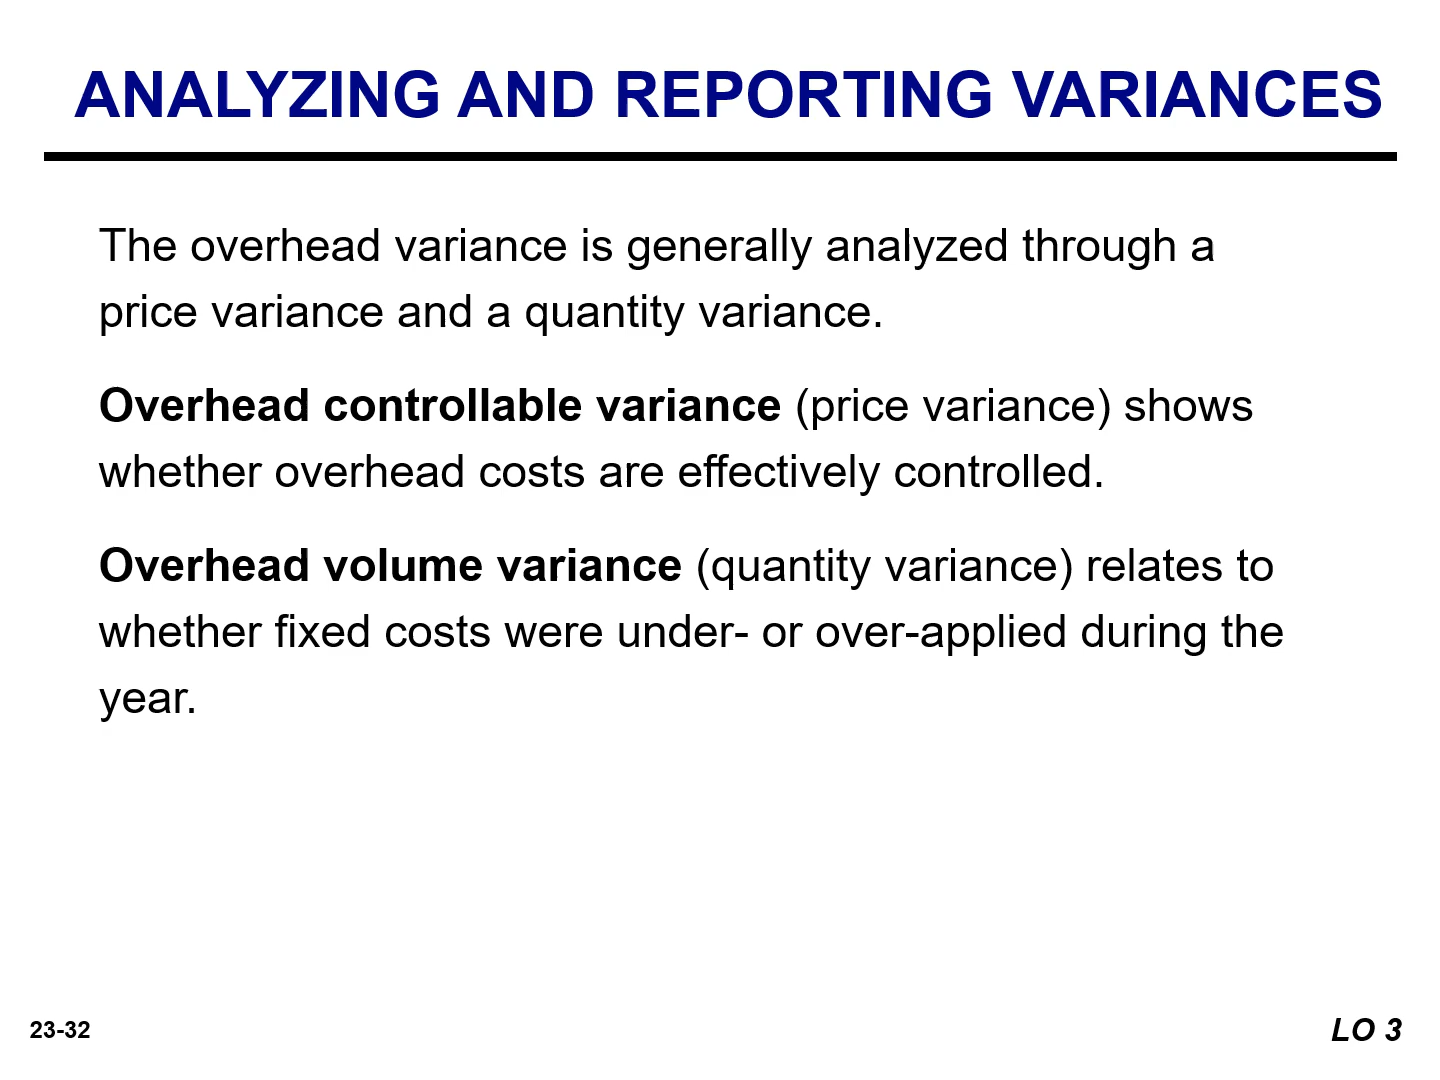 ANALYZING AND REPORTING VARIANCES
The overhead variance is generally analyzed through a
price variance and a quantity variance.
Overhead controllable variance (price variance) shows
whether overhead costs are effectively controlled.
Overhead volume variance (quantity variance) relates to
whether fixed costs were under- or over-applied during the
year.
23-32
LO 3